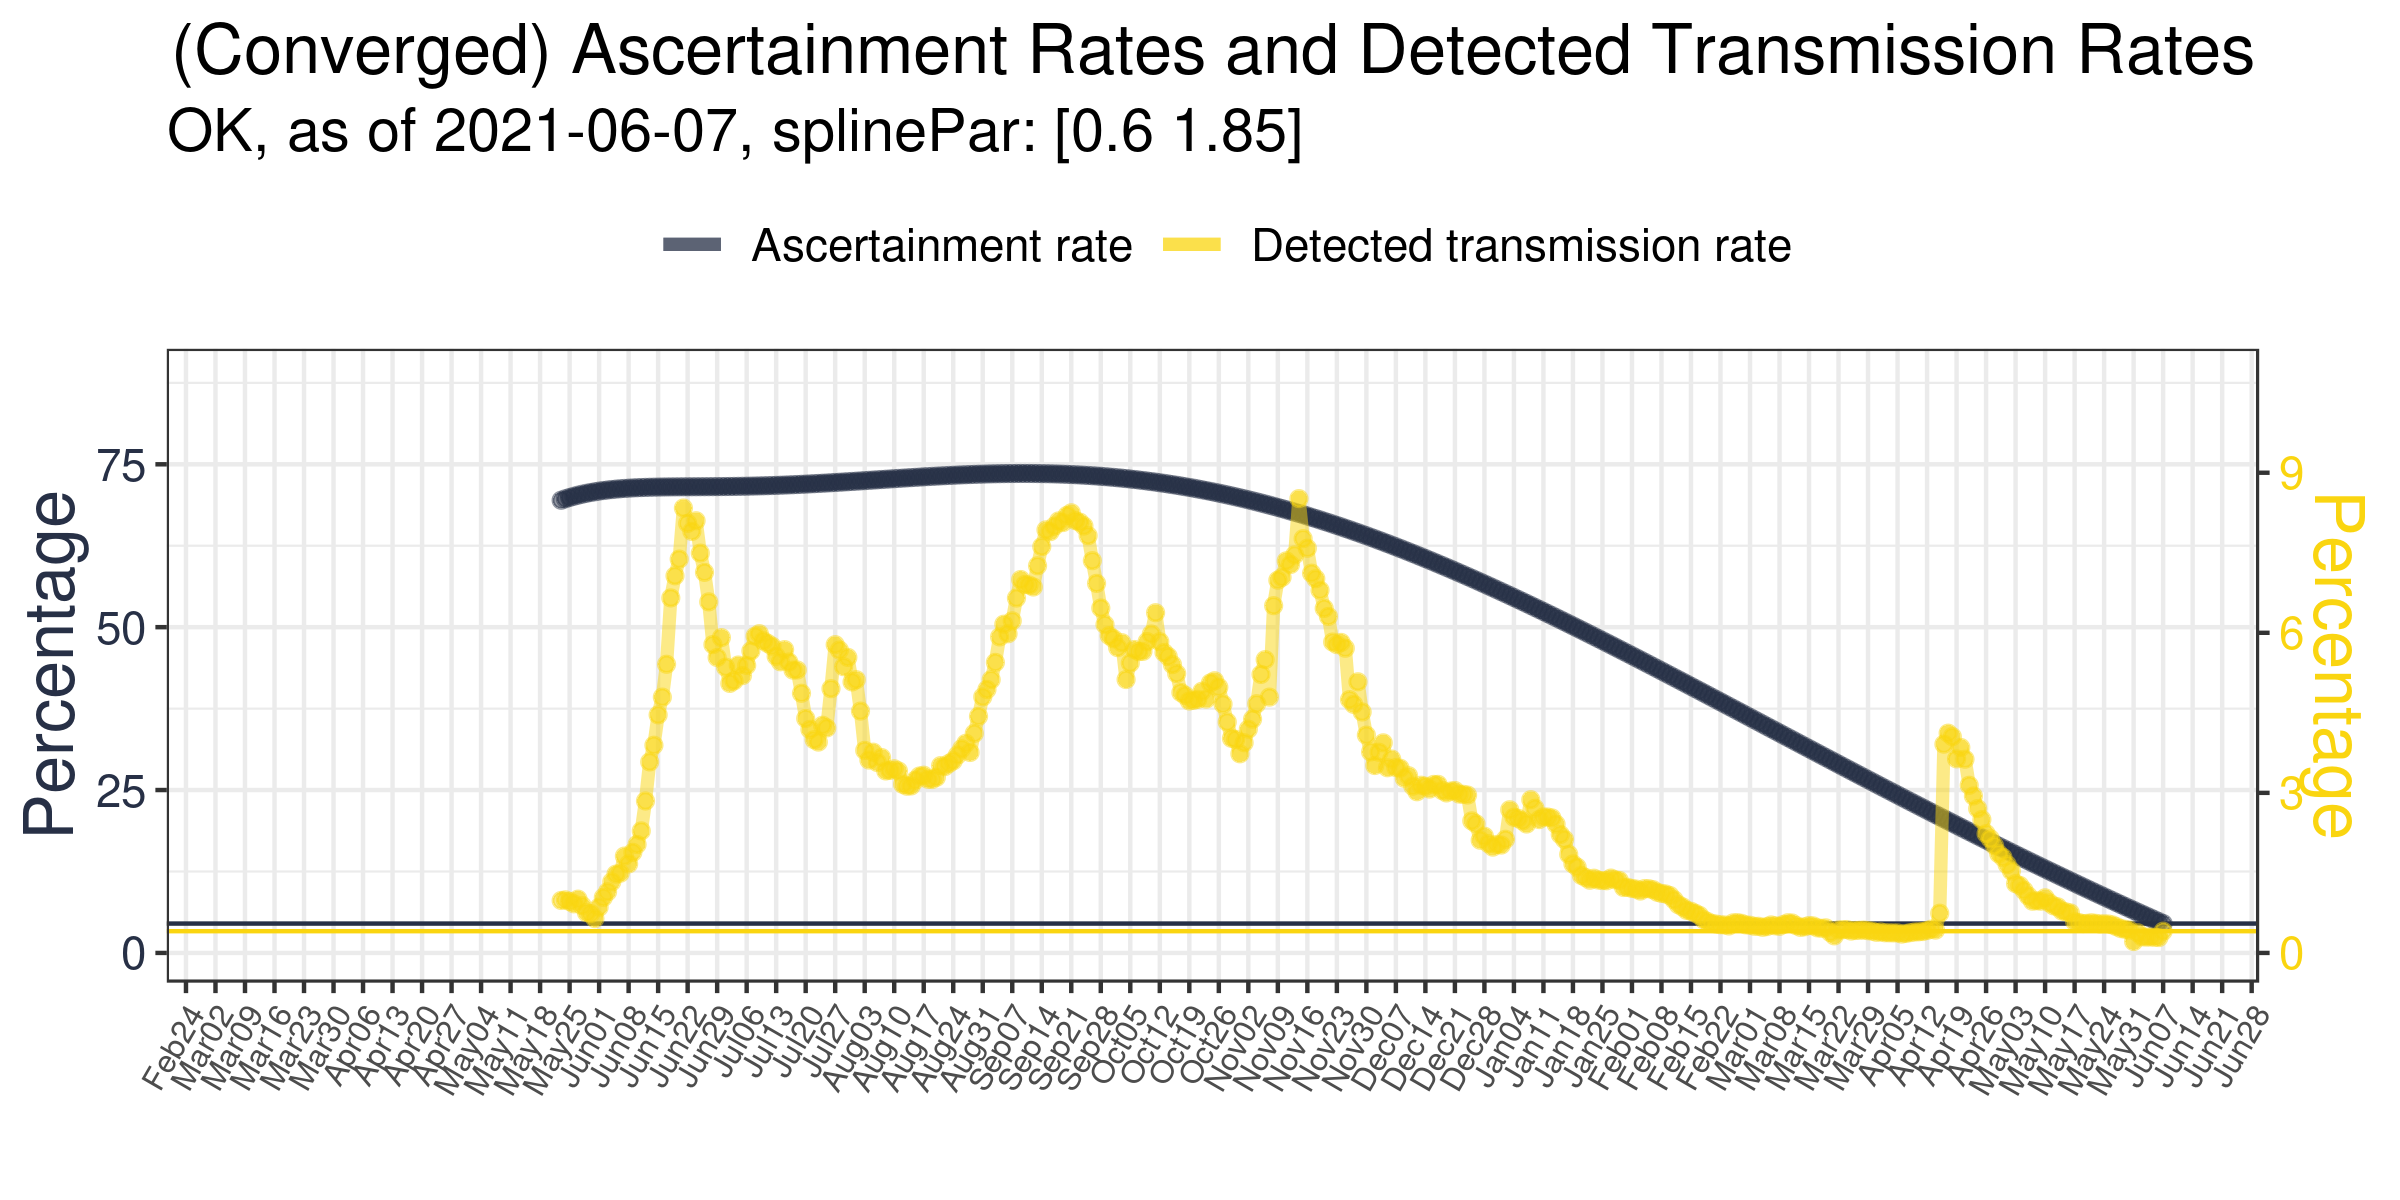 (Converged) Ascertainment Rates and Detected Transmission Rates
OK, as of 2021-06-07, splinePar: [0.6 1.85]
Ascertainment rate
Detected transmission rate
Percentage
75
50
25
0
9
6
3
0
Percentage
Feb24
Mar02
Mar09
Mar16
Mar23
Mar30
Apr06
Apr13
Apr20
Apr27
May04
May11
May18
May25
Jun01
Jun08
Jun15
Jun22
Jun29
Jul06
Jul13
Jul20
Jul27
Aug03
Aug10
Aug17
Aug24
Aug31
Sep07
Sep14
Sep21
Sep28
Oct05
Oct12
Oct19
Oct26
Nov02
Nov09
Nov16
Nov23
Nov30
Dec07
Dec14
Dec21
Dec28
Jan04
Jan11
Jan18
Jan25
Feb01
Feb08
Feb15
Feb22
Mar01
Mar08
Mar15
Mar22
Mar29
Apr05
Apr12
Apr19
Apr26
May03
May10
May17
May24
May31
Jun07
Jun14
Jun21
Jun28